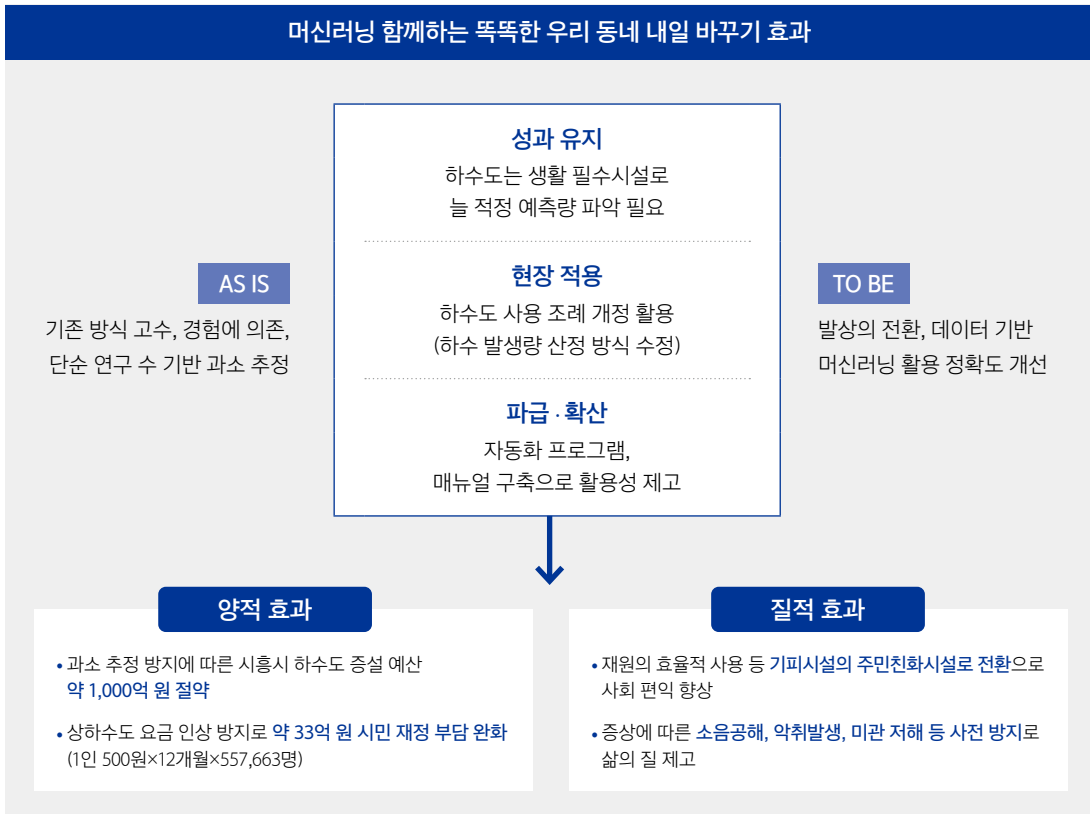 머신러닝 함께하는 똑똑한 우리 동네 내일 바꾸기 효과
성과 유지
하수도는 생활 필수시설로
늘 적정 예측량 파악 필요
AS IS
기존 방식 고수, 경험에 의존,
단순 연구 수 기반 과소 추정
현장 적용
하수도 사용 조례 개정 활용
(하수 발생량 산정 방식 수정)
TO BE
발상의 전환, 데이터 기반
머신러닝 활용 정확도 개선
파급 · 확산
자동화 프로그램,
매뉴얼 구축으로 활용성 제고
양적 효과
• 과소 추정 방지에 따른 시흥시 하수도 증설 예산
약 1,000억 원 절약
• 상하수도 요금 인상 방지로 약 33억 원 시민 재정 부담 완화
(1인 500원×12개월×557,663명)
질적 효과
• 재원의 효율적 사용 등 기피시설의 주민친화시설로 전환으로
사회 편익 향상
• 증상에 따른 소음공해, 악취발생, 미관 저해 등 사전 방지로
삶의 질 제고